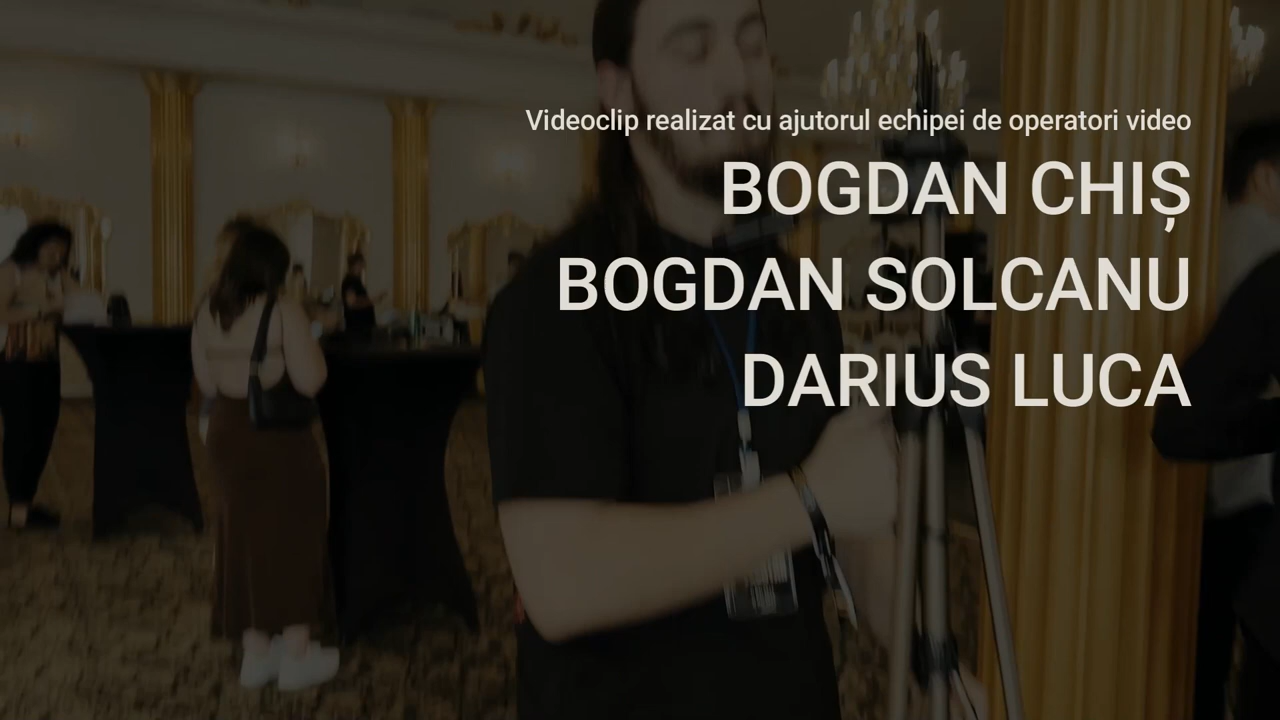 Videoclip realizat cu ajutorul echipei de operatori video
BOGDAN CHIȘ
BOGDAN SOLCANU
DARIUS LUCA